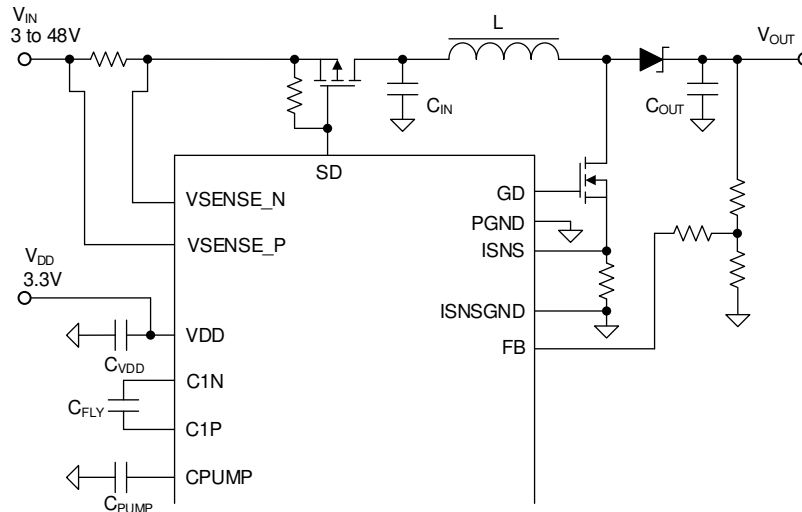 VIN
3 to 48V
L
VOUT
CIN
COUT
SD
VSENSE_N
VSENSE_P
GD
PGND
ISNS
ISNSGND
FB
VDD
3.3V
VDD
CVDD
C1N
CFLY
C1P
CPUMP
CPUMP